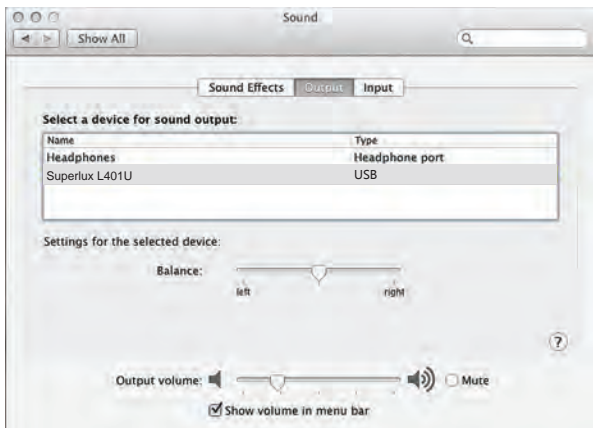 Sound
Show All
Sound Effects Output Input
Select a device for sound output:
Name Type
Headphones Headphone port
Superlux L401U USB
Settings for the selected device:
Balance:
left right
?
Output volume: Mute
Show volume in menu bar